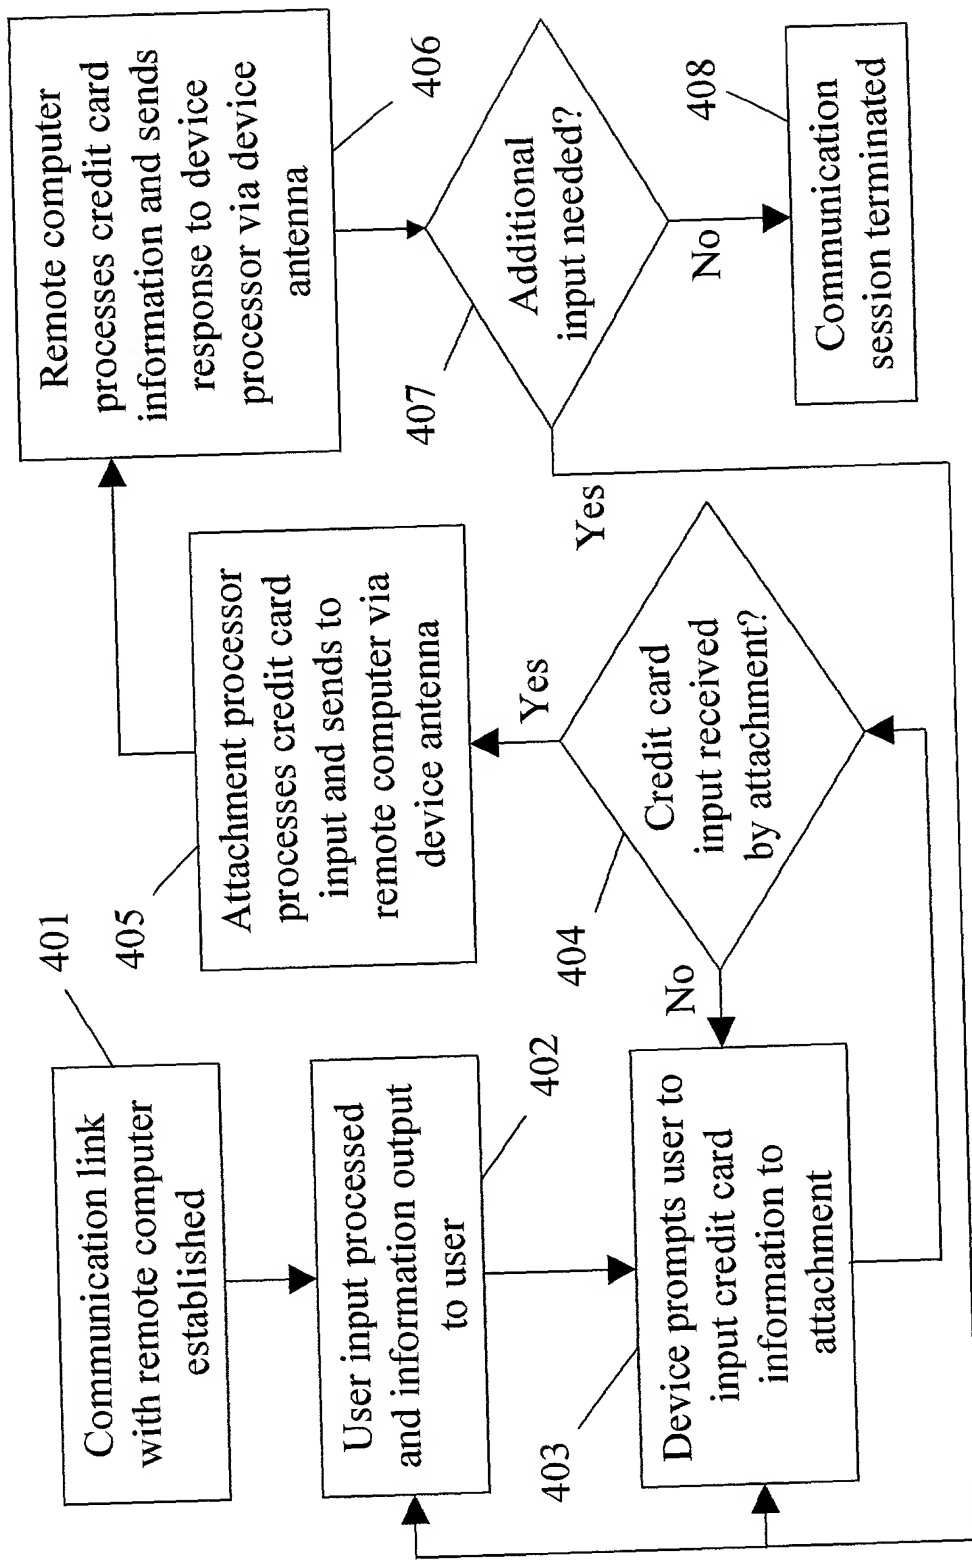 Communication link
with remote computer
established
401
User input processed
and information output
to user
402
Device prompts user to
input credit card
information to
attachment
403
Credit card
input received
by attachment?
404
No
Yes
Attachment processor
processes credit card
input and sends to
remote computer via
device antenna
405
Remote computer
processes credit card
information and sends
response to device
processor via device
antenna
406
Additional
input needed?
407
Yes
No
Communication
session terminated
408